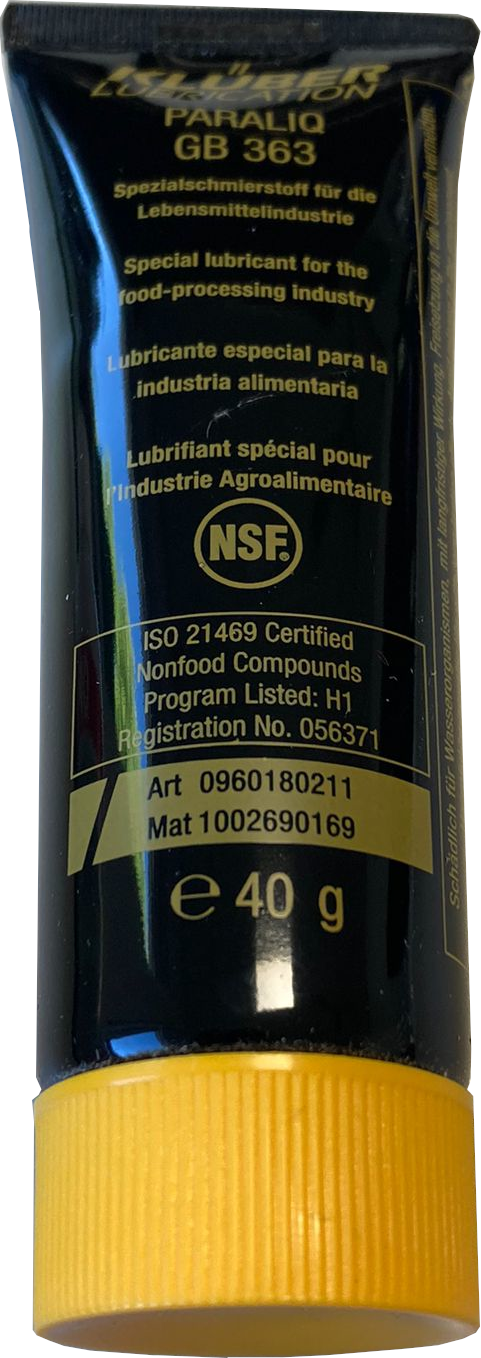 KLÜBER
LUBRICATION
PARALIQ
GB 363
Spezialschmierstoff für die
Lebensmittelindustrie
Special lubricant for the
food-processing industry
Lubricante especial para la
industria alimentaria
Lubrifiant spécial pour
l'Industrie Agroalimentaire
NSF®
ISO 21469 Certified
Nonfood Compounds
Program Listed: H1
Registration No. 056371
Art 0960180211
Mat 1002690169
℮ 40 g
Schädlich für Wasserorganismen, mit langfristiger Wirkung. Freisetzung in die Umwelt vermeiden.